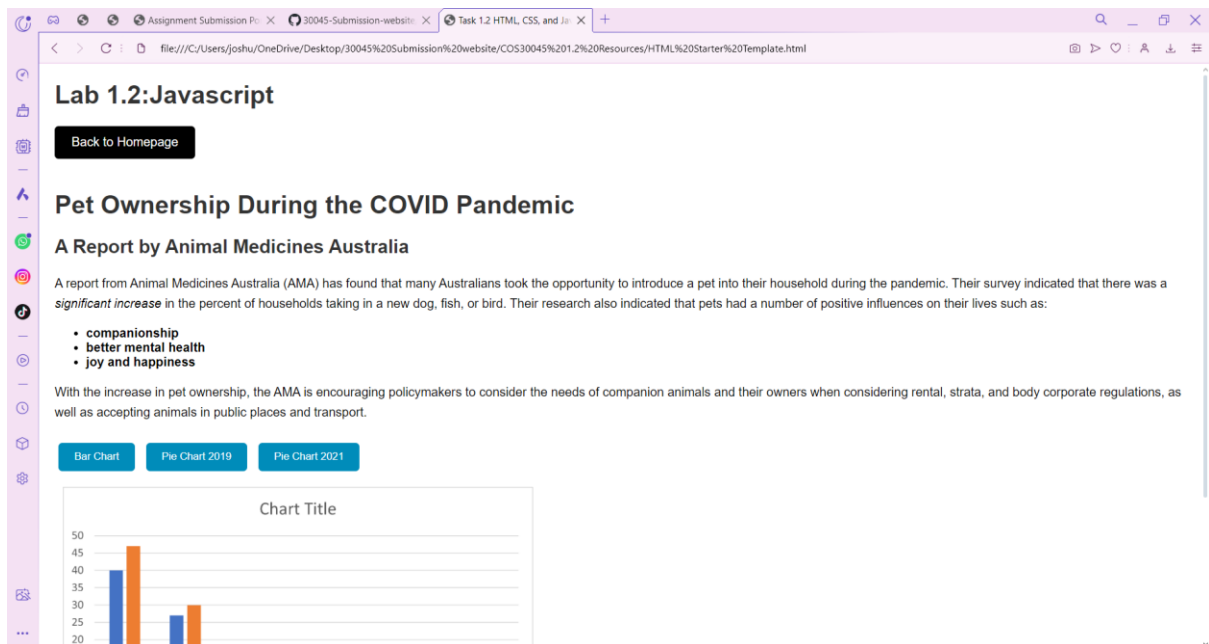 Assignment Submission Po
30045-Submission-website
Task 1.2 HTML, CSS, and Ja
file:///C:/Users/joshu/OneDrive/Desktop/30045%20Submission%20website/COS30045%201.2%20Resources/HTML%20Starter%20Template.html
Lab 1.2:Javascript
Back to Homepage
Pet Ownership During the COVID Pandemic
A Report by Animal Medicines Australia
A report from Animal Medicines Australia (AMA) has found that many Australians took the opportunity to introduce a pet into their household during the pandemic. Their survey indicated that there was a
significant increase in the percent of households taking in a new dog, fish, or bird. Their research also indicated that pets had a number of positive influences on their lives such as:
• companionship
• better mental health
• joy and happiness
With the increase in pet ownership, the AMA is encouraging policymakers to consider the needs of companion animals and their owners when considering rental, strata, and body corporate regulations, as
well as accepting animals in public places and transport.
Bar Chart
Pie Chart 2019
Pie Chart 2021
Chart Title
50
45
40
35
30
25
20